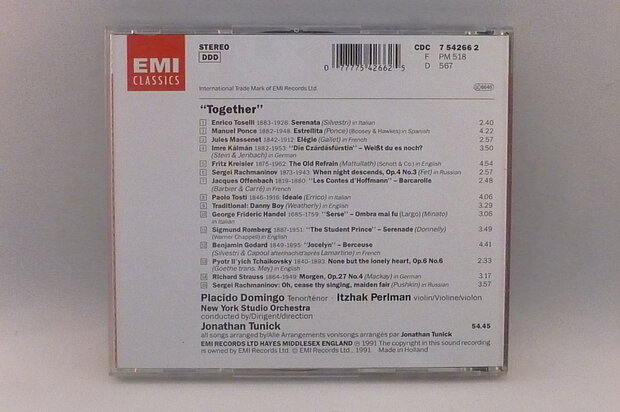 EMI
CLASSICS
STEREO
DDD
0 77775 42662 5
CDC 7 54266 2
F PM 518
D 567
International Trade Mark of EMI Records Ltd.
"Together"
1 Enrico Toselli 1883-1926: Serenata (Silvestri) in Italian 2.40
2 Manuel Ponce 1882-1948: Estrellita (Ponce) (Boosey & Hawkes) in Spanish 4.22
3 Jules Massenet 1842-1912: Elégie (Gallet) in French 2.57
4 Imre Kálmán 1882-1953: "Die Czárdásfürstin" – Weißt du es noch? 3.50
(Stein & Jenbach) in German
5 Fritz Kreisler 1875-1962: The Old Refrain (Mattullath) (Schott & Co.) in English 4.54
6 Sergei Rachmaninov 1873-1943: When night descends, Op.4 No.3 (Fet) in Russian 2.57
7 Jacques Offenbach 1819-1880: "Les Contes d'Hoffmann" – Barcarolle 2.48
(Barbier & Carré) in French
8 Paolo Tosti 1846-1916: Ideale (Errico) in Italian 4.06
9 Traditional: Danny Boy (Weatherly) in English 3.29
10 George Frideric Handel 1685-1759: "Serse" – Ombra mai fu (Largo) (Minato) 3.06
in Italian
11 Sigmund Romberg 1887-1951: "The Student Prince" – Serenade (Donnelly) 3.49
(Warner Chappell) in English
12 Benjamin Godard 1849-1895: "Jocelyn" – Berceuse 4.41
(Silvestri & Capoul after/nach/d'après Lamartine) in French
13 Pyotr Il'yich Tchaikovsky 1840-1893: None but the lonely heart, Op.6 No.6 2.33
(Goethe trans. Mey) in English
14 Richard Strauss 1864-1949: Morgen, Op.27 No.4 (Mackay) in German 3.17
15 Sergei Rachmaninov: Oh, cease thy singing, maiden fair (Pushkin) in Russian 3.57
Placido Domingo Tenor/ténor · Itzhak Perlman violin/Violine/violon
New York Studio Orchestra
conducted by/Dirigent/direction
Jonathan Tunick 54.45
all songs arranged by/Alle Arrangements von/songs arrangés par Jonathan Tunick
EMI RECORDS LTD HAYES MIDDLESEX ENGLAND ℗ 1991 The copyright in this sound recording
is owned by EMI Records Ltd. © EMI Records Ltd., 1991 Made in Holland